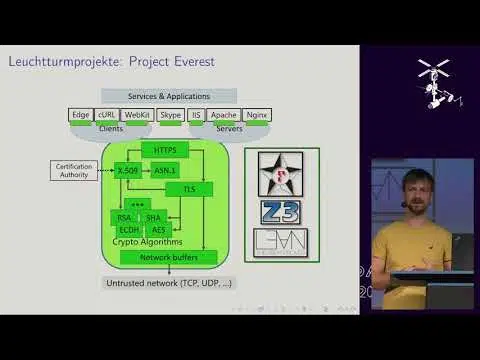 Leuchtturmprojekte: Project Everest
Services & Applications
Edge cURL WebKit Skype IIS Apache Nginx
Clients Servers
HTTPS
Certification
Authority
X.509 ASN.1
TLS
***
RSA SHA
ECDH AES
Crypto Algorithms
Network buffers
Untrusted network (TCP, UDP, ...)
Z3